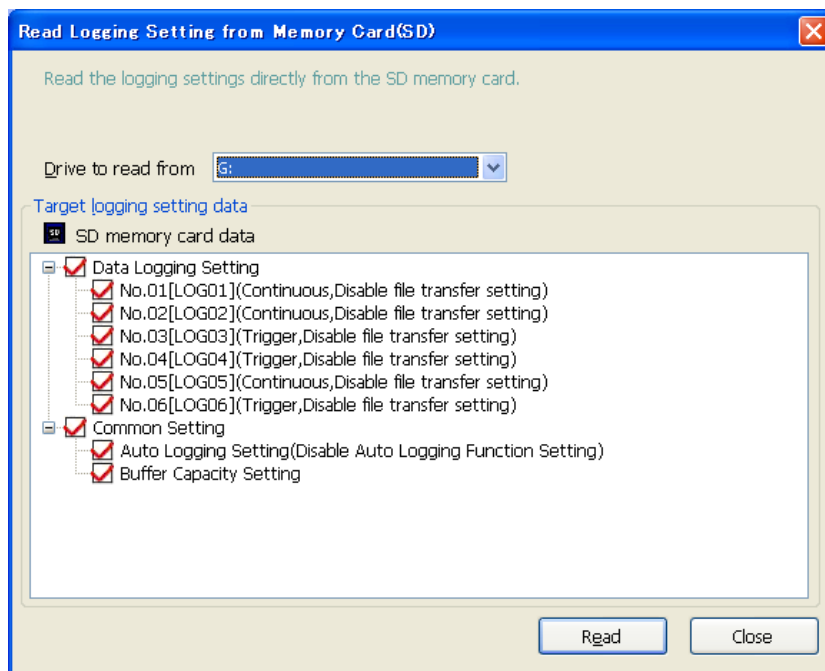 Read Logging Setting from Memory Card(SD)
Read the logging settings directly from the SD memory card.
Drive to read from G:
Target logging setting data
SD SD memory card data
Data Logging Setting
No.01[LOG01](Continuous,Disable file transfer setting)
No.02[LOG02](Continuous,Disable file transfer setting)
No.03[LOG03](Trigger,Disable file transfer setting)
No.04[LOG04](Trigger,Disable file transfer setting)
No.05[LOG05](Continuous,Disable file transfer setting)
No.06[LOG06](Trigger,Disable file transfer setting)
Common Setting
Auto Logging Setting(Disable Auto Logging Function Setting)
Buffer Capacity Setting
Read Close